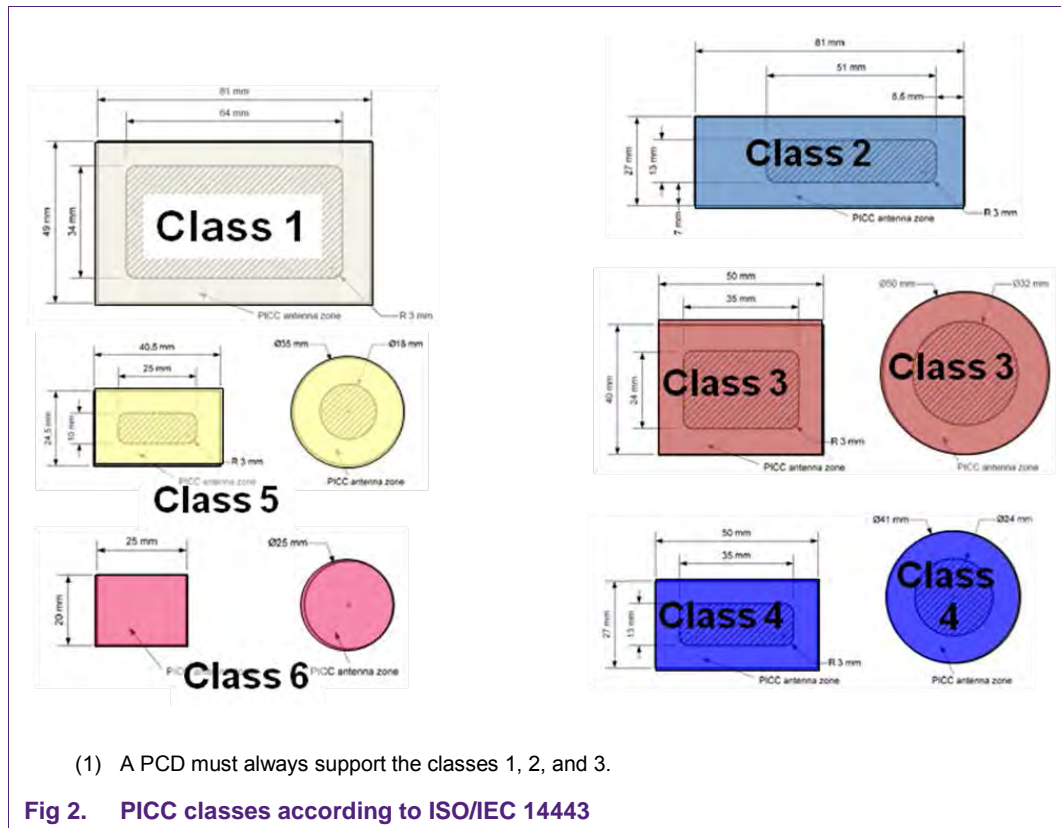 81 mm
64 mm
49 mm
34 mm
Class 1
PICC antenna zone
R 3 mm
81 mm
51 mm
8,5 mm
27 mm
13 mm
7 mm
Class 2
R 3 mm
PICC antenna zone
40,5 mm
25 mm
24,5 mm
10 mm
R 3 mm
PICC antenna zone
Ø35 mm
Ø18 mm
PICC antenna zone
Class 5
50 mm
35 mm
40 mm
24 mm
Class 3
R 3 mm
PICC antenna zone
Ø50 mm
Ø32 mm
Class 3
PICC antenna zone
25 mm
20 mm
Ø25 mm
PICC antenna zone
Class 6
50 mm
35 mm
27 mm
13 mm
Class 4
R 3 mm
PICC antenna zone
Ø41 mm
Ø24 mm
Class
4
PICC antenna zone
(1) A PCD must always support the classes 1, 2, and 3.
Fig 2. PICC classes according to ISO/IEC 14443